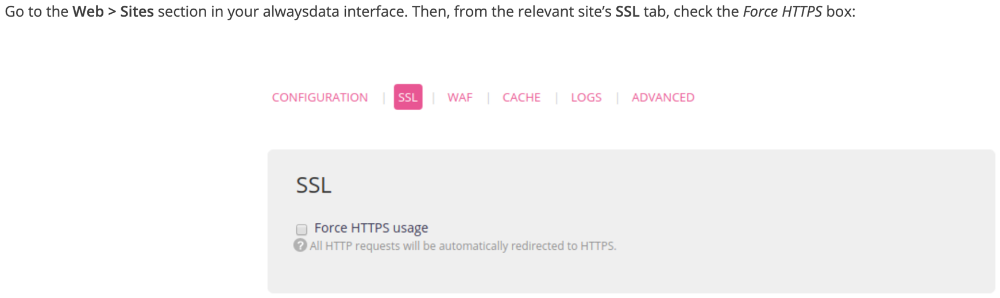 Go to the Web > Sites section in your alwaysdata interface. Then, from the relevant site’s SSL tab, check the Force HTTPS box:
CONFIGURATION | SSL | WAF | CACHE | LOGS | ADVANCED
SSL
Force HTTPS usage
? All HTTP requests will be automatically redirected to HTTPS.